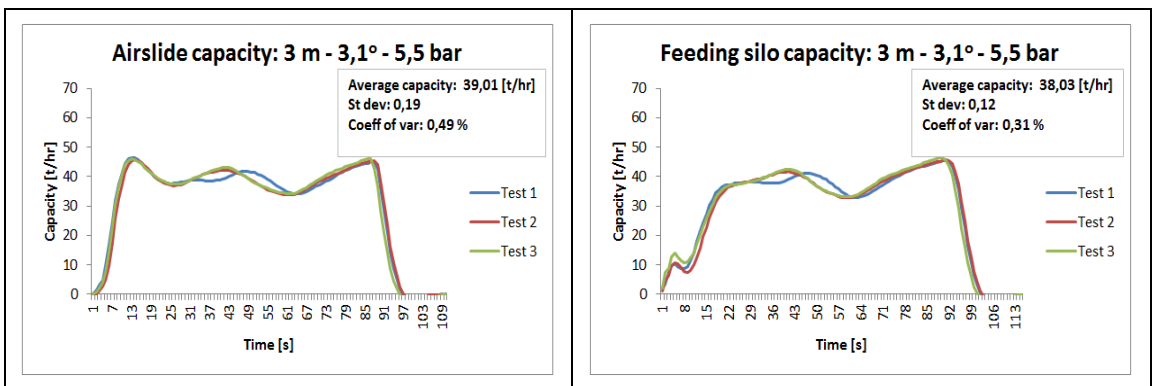 Airslide capacity: 3 m - 3,1° - 5,5 bar
Average capacity: 39,01 [t/hr]
St dev: 0,19
Coeff of var: 0,49 %
Capacity [t/hr]
70
60
50
40
30
20
10
0
1 7 13 19 25 31 37 43 49 55 61 67 73 79 85 91 97 103 109
Time [s]
Test 1
Test 2
Test 3
Feeding silo capacity: 3 m - 3,1° - 5,5 bar
Average capacity: 38,03 [t/hr]
St dev: 0,12
Coeff of var: 0,31 %
Capacity [t/hr]
70
60
50
40
30
20
10
0
1 8 15 22 29 36 43 50 57 64 71 78 85 92 99 106 113
Time [s]
Test 1
Test 2
Test 3